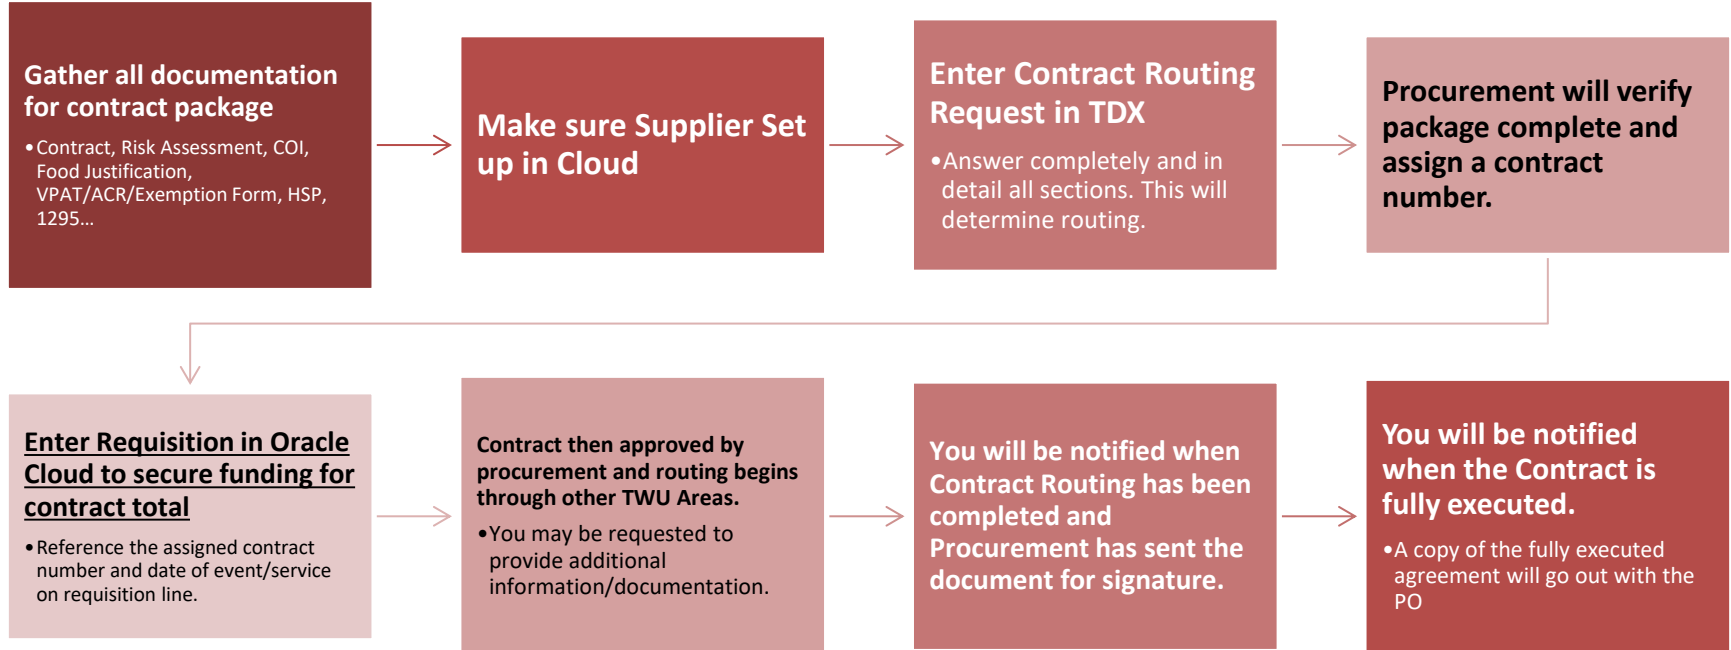 Gather all documentation
for contract package
•Contract, Risk Assessment, COI,
Food Justification,
VPAT/ACR/Exemption Form, HSP,
1295...
Make sure Supplier Set
up in Cloud
Enter Contract Routing
Request in TDX
•Answer completely and in
detail all sections. This will
determine routing.
Procurement will verify
package complete and
assign a contract
number.
Enter Requisition in Oracle
Cloud to secure funding for
contract total
•Reference the assigned contract
number and date of event/service
on requisition line.
Contract then approved by
procurement and routing begins
through other TWU Areas.
•You may be requested to
provide additional
information/documentation.
You will be notified when
Contract Routing has been
completed and
Procurement has sent the
document for signature.
You will be notified
when the Contract is
fully executed.
•A copy of the fully executed
agreement will go out with the
PO